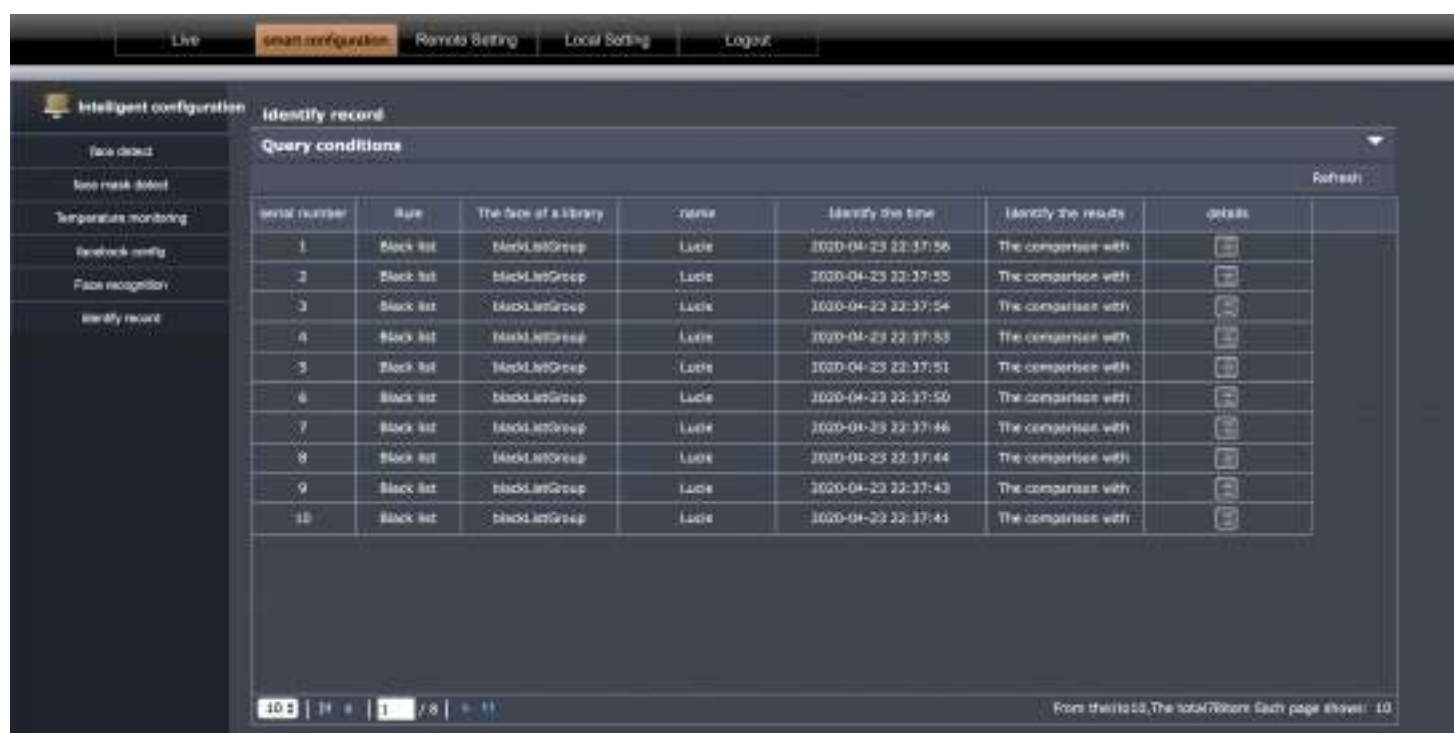 Live smart configuration Remote Setting Local Setting Logout
Intelligent configuration
face detect
face mask detect
Temperature monitoring
facebook config
Face recognition
identify record
identify record
Query conditions
Refresh
serial number Rule The face of a library name Identify the time Identify the results details
1 Black list blackListGroup Lucie 2020-04-23 22:37:56 The comparison with
2 Black list blackListGroup Lucie 2020-04-23 22:37:55 The comparison with
3 Black list blackListGroup Lucie 2020-04-23 22:37:54 The comparison with
4 Black list blackListGroup Lucie 2020-04-23 22:37:53 The comparison with
5 Black list blackListGroup Lucie 2020-04-23 22:37:51 The comparison with
6 Black list blackListGroup Lucie 2020-04-23 22:37:50 The comparison with
7 Black list blackListGroup Lucie 2020-04-23 22:37:46 The comparison with
8 Black list blackListGroup Lucie 2020-04-23 22:37:44 The comparison with
9 Black list blackListGroup Lucie 2020-04-23 22:37:43 The comparison with
10 Black list blackListGroup Lucie 2020-04-23 The comparison with
10 1 / 8
From total78item Each page shows: 10